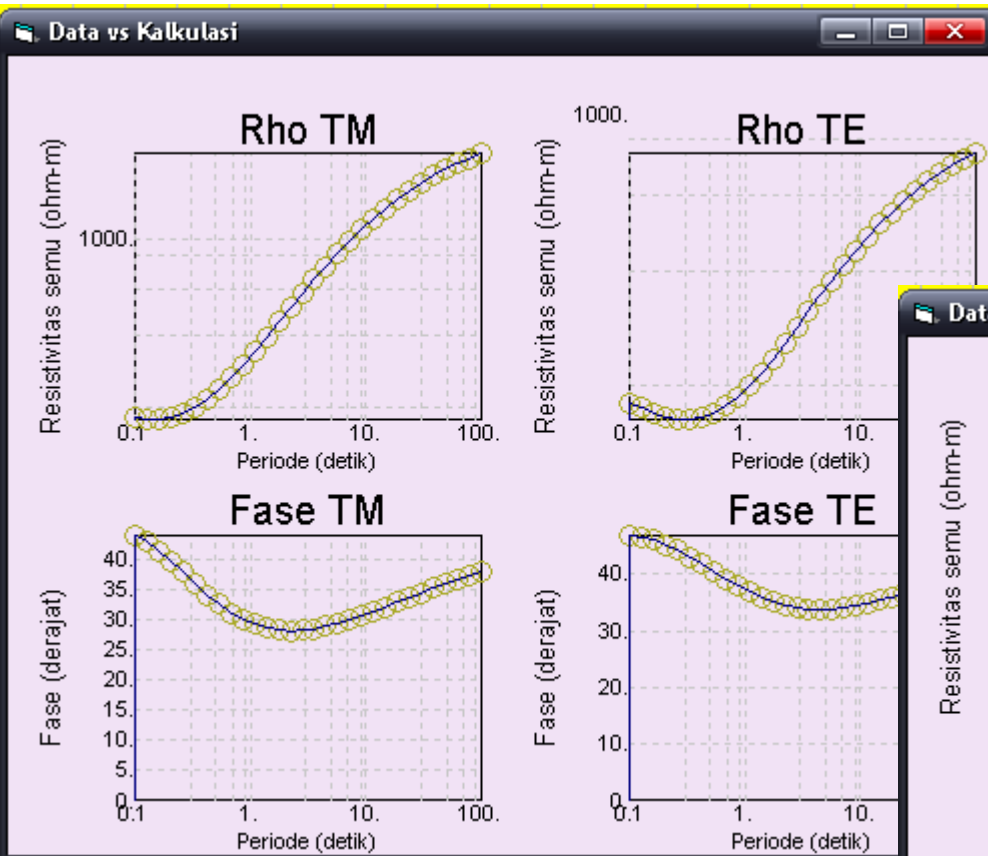 Data vs Kalkulasi
Rho TM
Resistivitas semu (ohm-m)
1000.
0.1 1. 10. 100.
Periode (detik)
1000.
Rho TE
Resistivitas semu (ohm-m)
0.1 1. 10.
Periode (detik)
Fase TM
Fase (derajat)
40.
35.
30.
25.
20.
15.
10.
5.
0.
0.1 1. 10. 100.
Periode (detik)
Fase TE
Fase (derajat)
40.
30.
20.
10.
0.
0.1 1. 10.
Periode (detik)
Dat
Resistivitas semu (ohm-m)